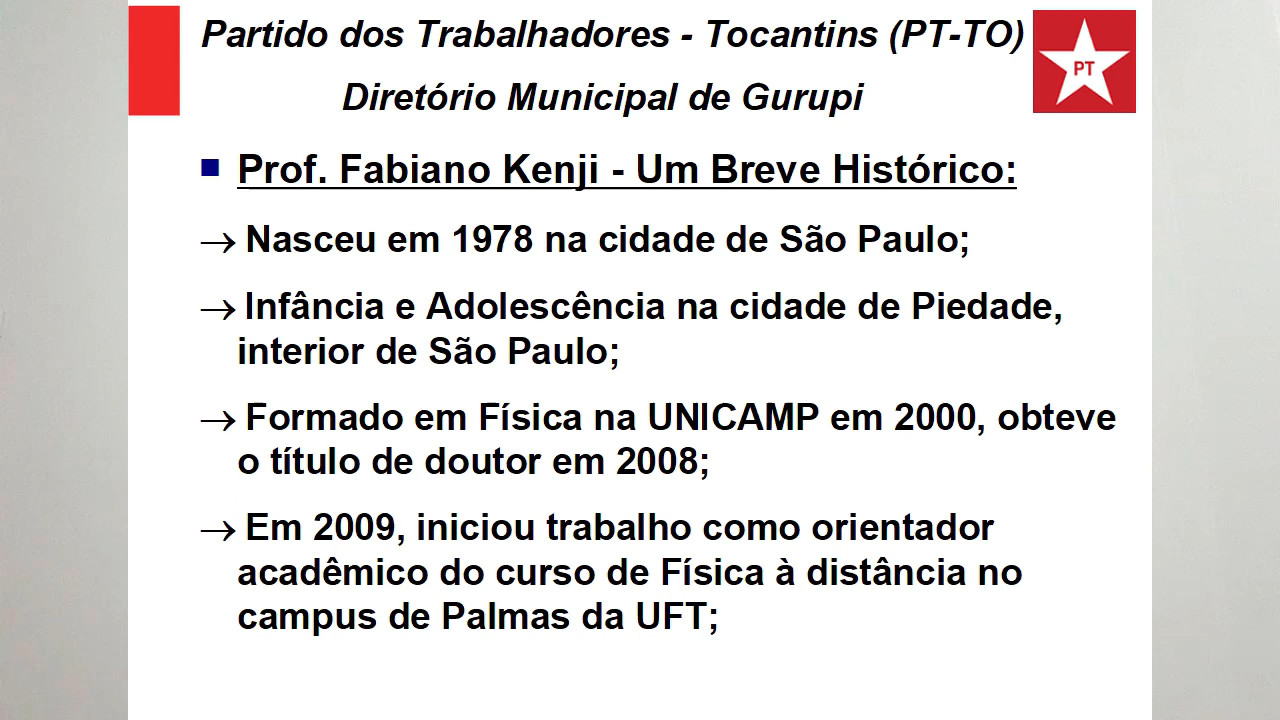 Partido dos Trabalhadores - Tocantins (PT-TO)
PT
Diretório Municipal de Gurupi
■ Prof. Fabiano Kenji - Um Breve Histórico:
→ Nasceu em 1978 na cidade de São Paulo;
→ Infância e Adolescência na cidade de Piedade,
interior de São Paulo;
→ Formado em Física na UNICAMP em 2000, obteve
o título de doutor em 2008;
→ Em 2009, iniciou trabalho como orientador
acadêmico do curso de Física à distância no
campus de Palmas da UFT;